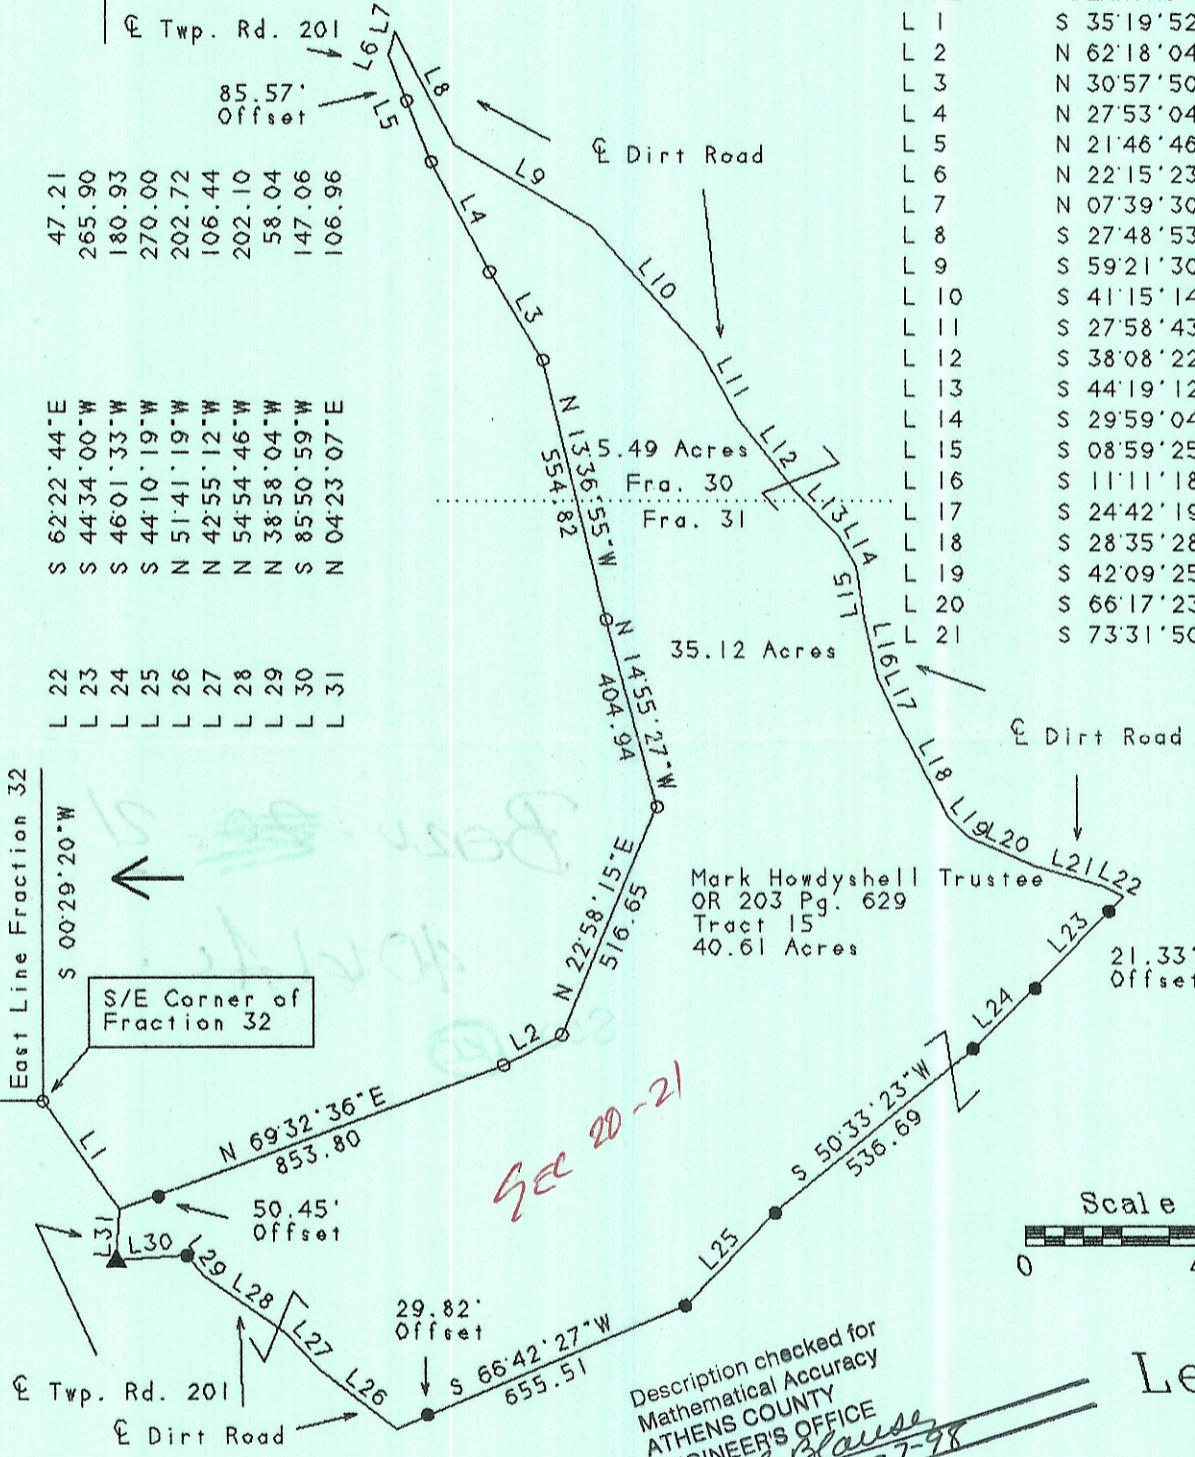 ℄ Twp. Rd. 201
85.57'
Offset
℄ Dirt Road
L 1 S 35°19'52
L 2 N 62°18'04
L 3 N 30°57'50
L 4 N 27°53'04
L 5 N 21°46'46
L 6 N 22°15'23
L 7 N 07°39'30
L 8 S 27°48'53
L 9 S 59°21'30
L 10 S 41°15'14
L 11 S 27°58'43
L 12 S 38°08'22
L 13 S 44°19'12
L 14 S 29°59'04
L 15 S 08°59'25
L 16 S 11°11'18
L 17 S 24°42'19
L 18 S 28°35'28
L 19 S 42°09'25
L 20 S 66°17'23
L 21 S 73°31'50
L 22 S 62°22'44"E 47.21
L 23 S 44°34'00"W 265.90
L 24 S 46°01'33"W 180.93
L 25 S 44°10'19"W 270.00
L 26 N 51°41'19"W 202.72
L 27 N 42°55'12"W 106.44
L 28 N 54°54'46"W 202.10
L 29 N 38°58'04"W 58.04
L 30 S 85°50'59"W 147.06
L 31 N 04°23'07"E 106.96
L7
L6
L8
L5
L9
L4
L10
L3
L11
L12
N 13°36'55"W
554.82
5.49 Acres
Fra. 30
Fra. 31
L13
L14
L15
35.12 Acres
L16
L17
N 14°55'27"W
404.94
℄ Dirt Road
L18
L19
L20
L21
L22
East Line Fraction 32
S 00°29'20"W
Mark Howdyshell Trustee
OR 203 Pg. 629
Tract 15
40.61 Acres
L23
21.33'
Offset
N 22°58'15"E
516.65
S/E Corner of
Fraction 32
L2
L24
L1
N 69°32'36"E
853.80
Sec 20-21
S 50°33'23"W
536.69
50.45'
Offset
L31
L30
L29
L28
L27
L26
L25
Scale
0
29.82'
Offset
S 66°42'27"W
655.51
℄ Twp. Rd. 201
℄ Dirt Road
Description checked for
Mathematical Accuracy
ATHENS COUNTY
ENGINEER'S OFFICE
Le